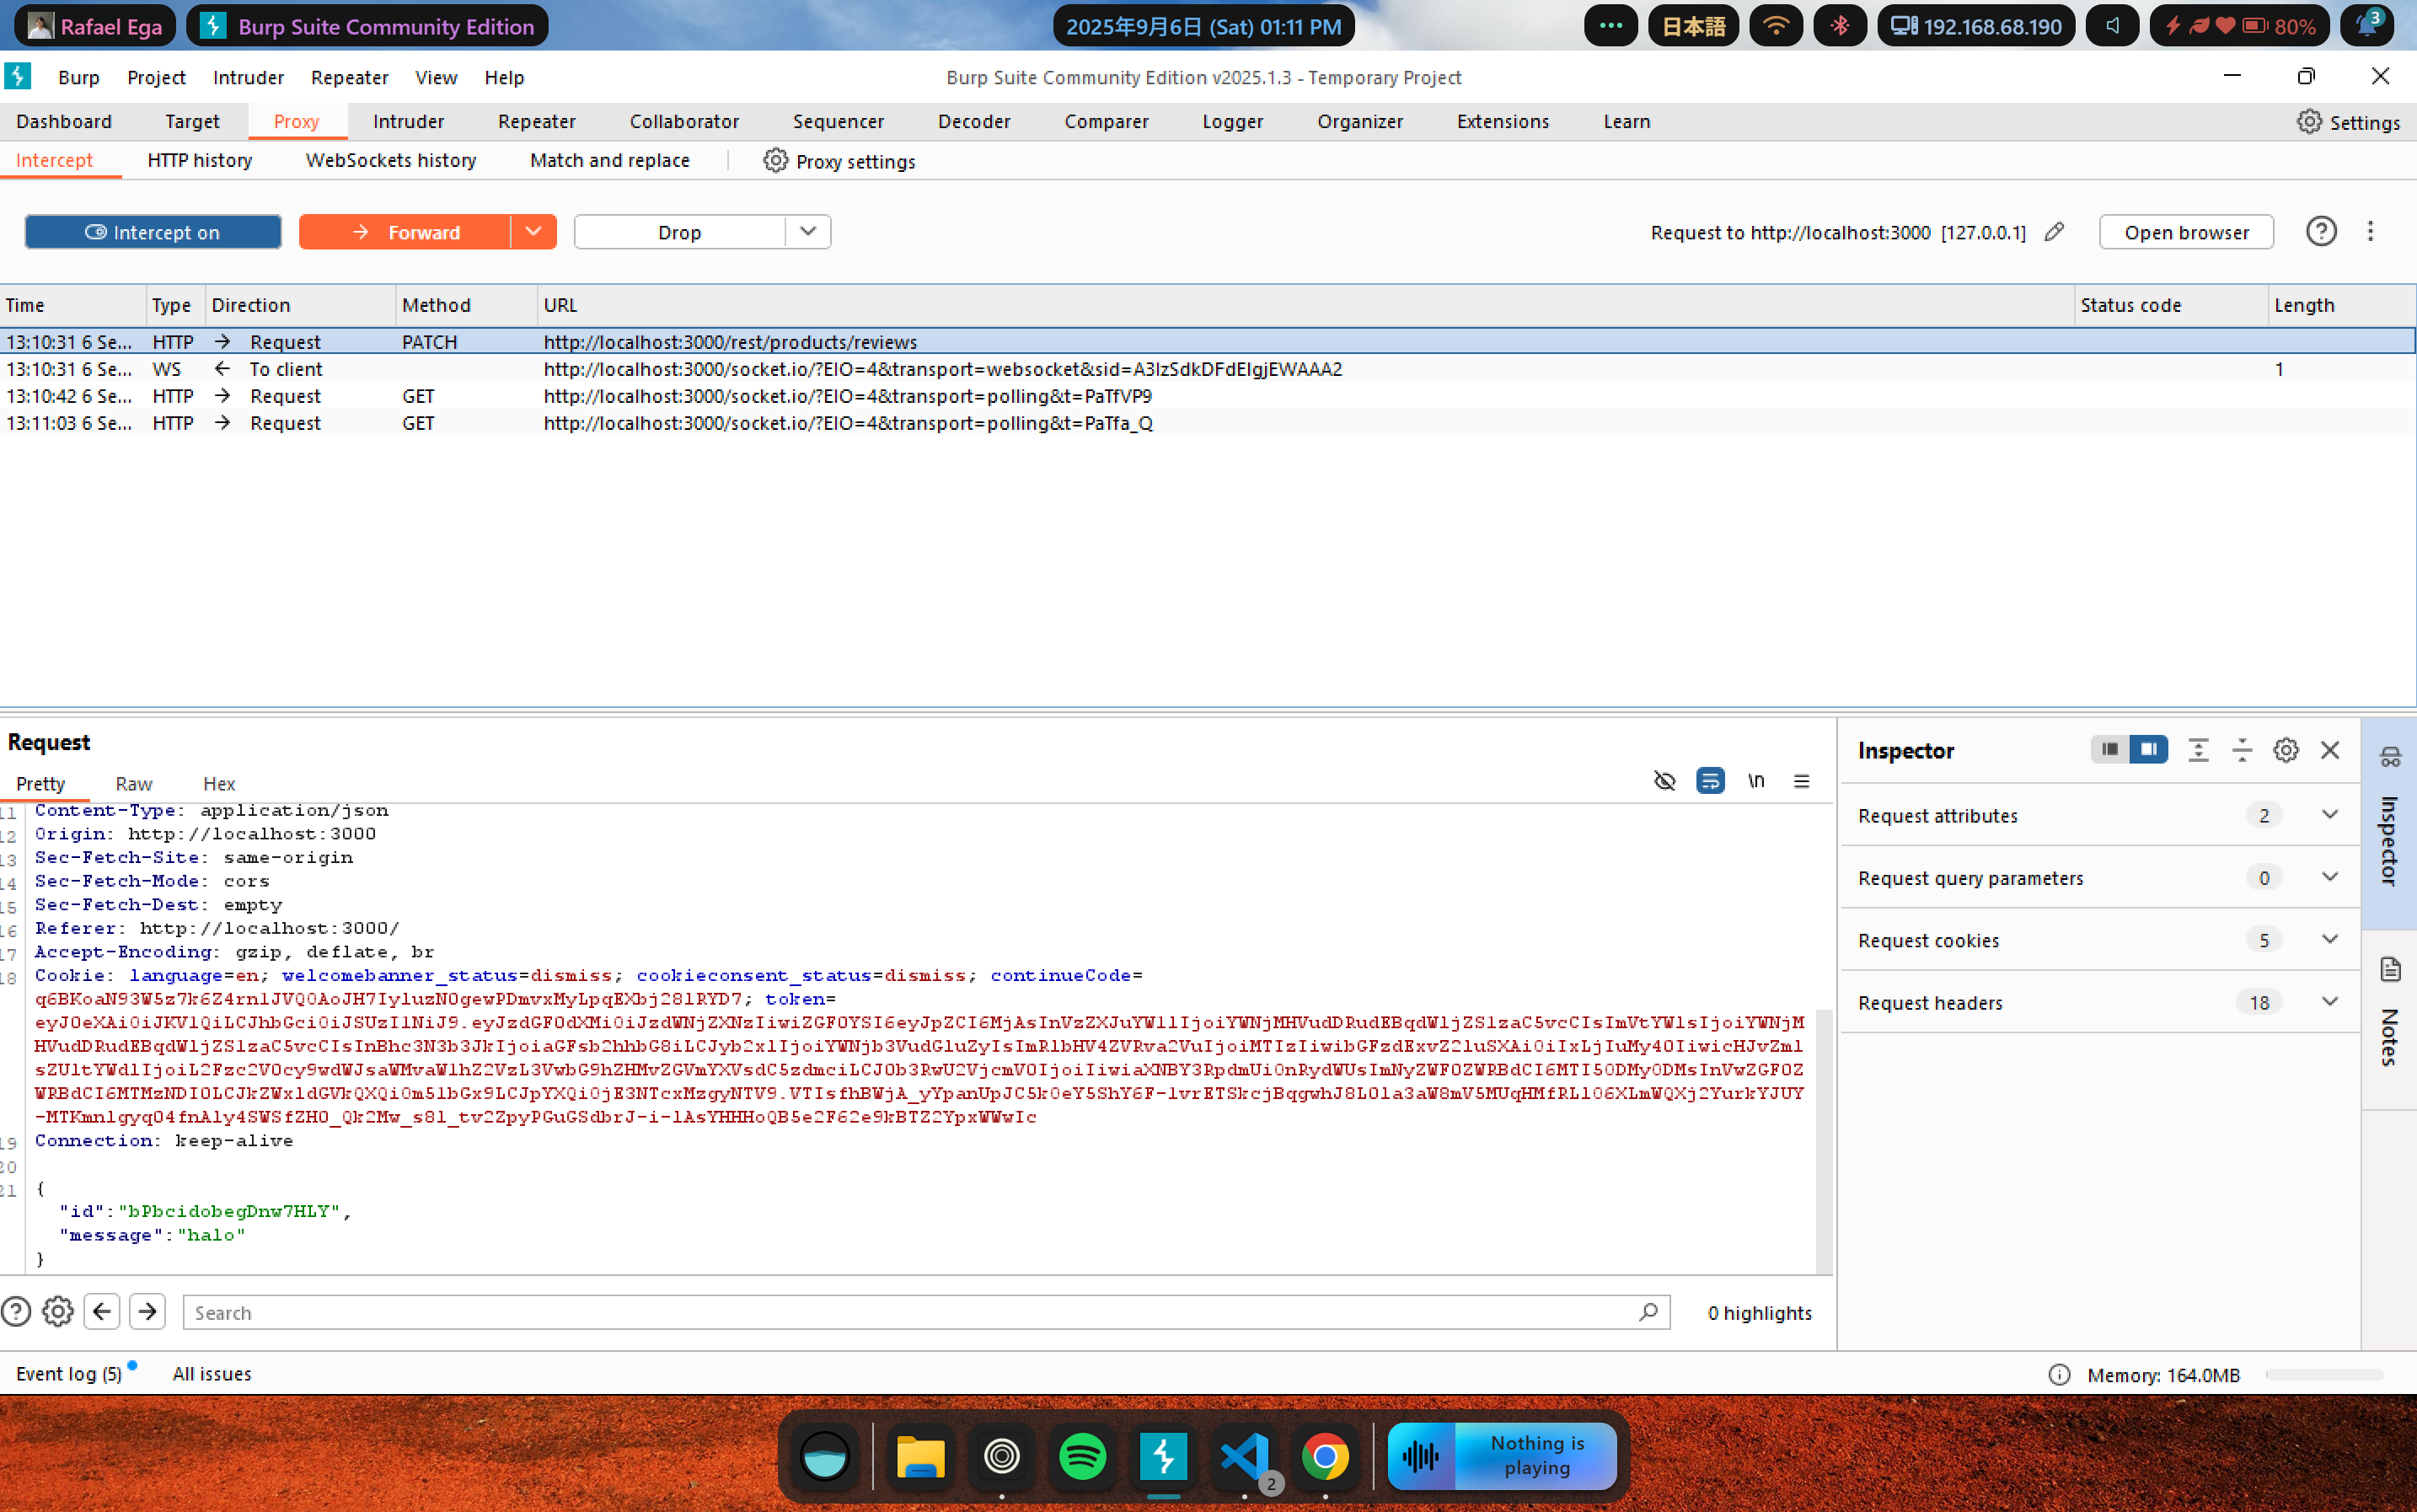 Rafael Ega
Burp Suite Community Edition
2025年9月6日 (Sat) 01:11 PM
日本語
192.168.68.190
80%
3
Burp Project Intruder Repeater View Help
Burp Suite Community Edition v2025.1.3 - Temporary Project
Dashboard Target Proxy Intruder Repeater Collaborator Sequencer Decoder Comparer Logger Organizer Extensions Learn
Settings
Intercept HTTP history WebSockets history Match and replace Proxy settings
Intercept on
Forward
Drop
Request to http://localhost:3000 [127.0.0.1]
Open browser
Time Type Direction Method URL Status code Length
13:10:31 6 Se... HTTP → Request PATCH http://localhost:3000/rest/products/reviews
13:10:31 6 Se... WS ← To client http://localhost:3000/socket.io/?EIO=4&transport=websocket&sid=A3IzSdkDFdEIgjEWAAA2 1
13:10:42 6 Se... HTTP → Request GET http://localhost:3000/socket.io/?EIO=4&transport=polling&t=PaTfVP9
13:11:03 6 Se... HTTP → Request GET http://localhost:3000/socket.io/?EIO=4&transport=polling&t=PaTfa_Q
Request
Pretty Raw Hex
\n
11 Content-Type: application/json
12 Origin: http://localhost:3000
13 Sec-Fetch-Site: same-origin
14 Sec-Fetch-Mode: cors
15 Sec-Fetch-Dest: empty
16 Referer: http://localhost:3000/
17 Accept-Encoding: gzip, deflate, br
18 Cookie: language=en; welcomebanner_status=dismiss; cookieconsent_status=dismiss; continueCode=
; token=
19 Connection: keep-alive
20
21 {
"id":"bPbcidobegDnw7HLY",
"message":"halo"
}
Search
0 highlights
Inspector
Request attributes 2
Request query parameters 0
Request cookies 5
Request headers 18
Inspector
Notes
Event log (5)
All issues
Memory: 164.0MB
2
Nothing is
playing